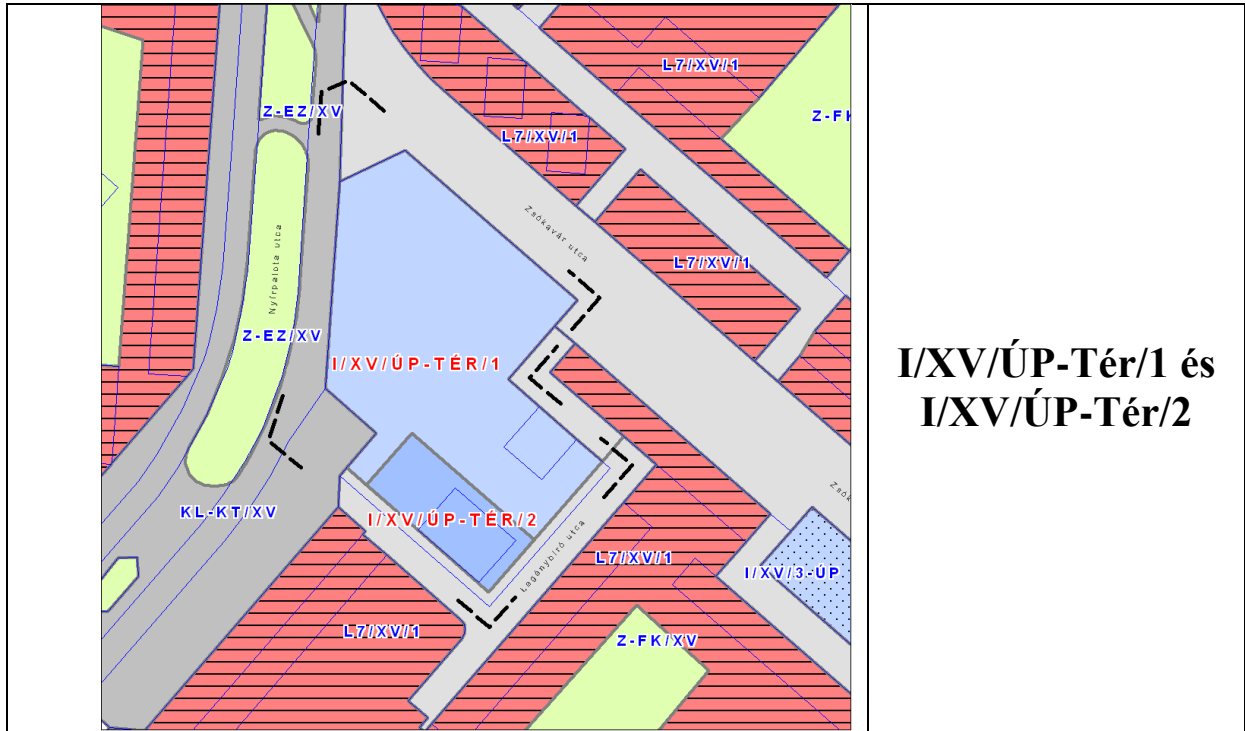 L7/XV/1
Z-EZ/XV
Z-FK
L7/XV/1
Zsókavár utca
Nyírpalota utca
L7/XV/1
Z-EZ/XV
I/XV/ÚP-TÉR/1
I/XV/ÚP-Tér/1 és
I/XV/ÚP-Tér/2
Zsók
KL-KT/XV
I/XV/ÚP-TÉR/2
Legénybíró utca
L7/XV/1
I/XV/3-ÚP
L7/XV/1
Z-FK/XV